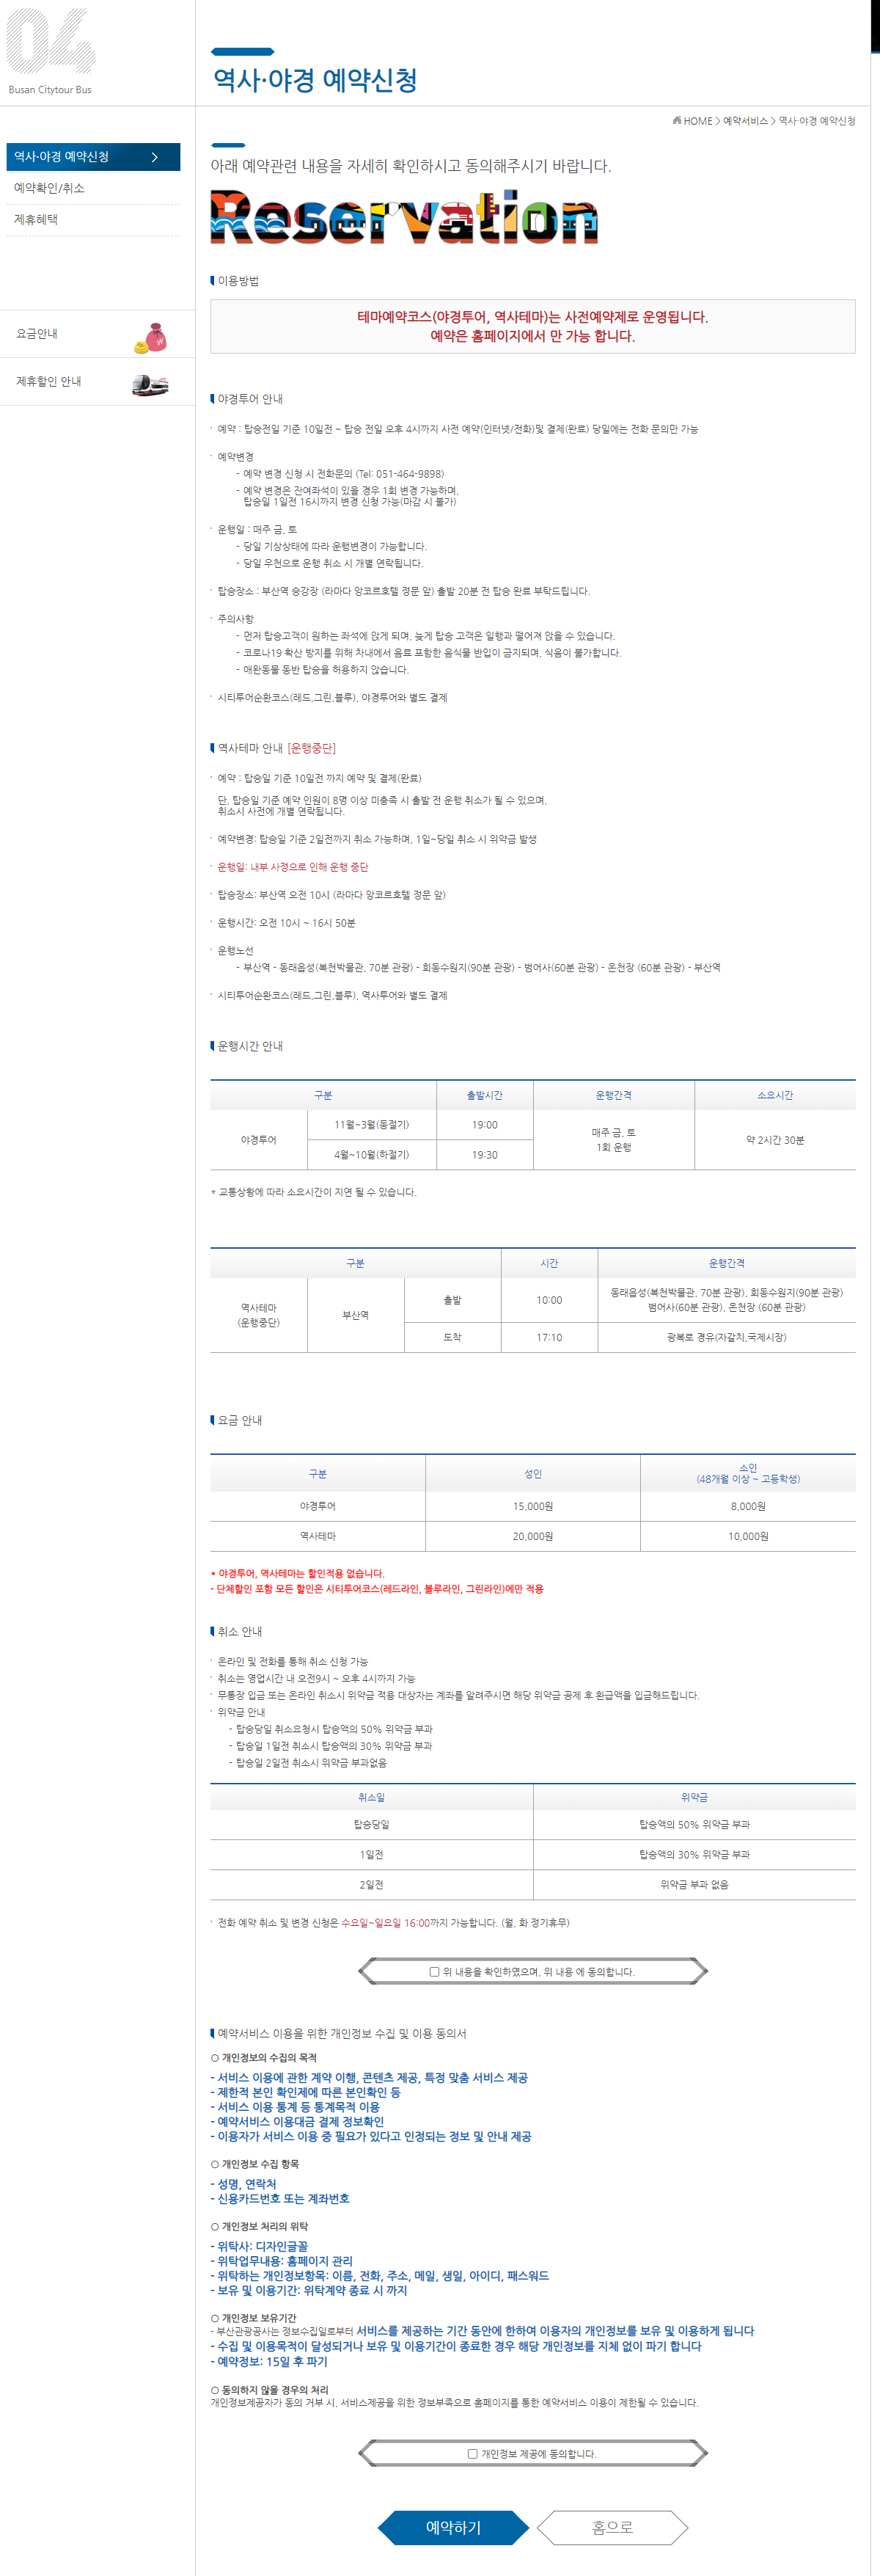 04
Busan Citytour Bus
역사·야경 예약신청
HOME > 예약서비스 > 역사·야경 예약신청
역사·야경 예약신청
예약확인/취소
제휴혜택
요금안내
제휴할인 안내
아래 예약관련 내용을 자세히 확인하시고 동의해주시기 바랍니다.
Reservation
이용방법
테마예약코스(야경투어, 역사테마)는 사전예약제로 운영됩니다.
예약은 홈페이지에서 만 가능 합니다.
야경투어 안내
예약 : 탑승전일 기준 10일전 ~ 탑승 전일 오후 4시까지 사전 예약(인터넷/전화)및 결제(완료) 당일에는 전화 문의만 가능
예약변경
- 예약 변경 신청 시 전화문의 (Tel: 051-464-9898)
- 예약 변경은 잔여좌석이 있을 경우 1회 변경 가능하며,
탑승일 1일전 16시까지 변경 신청 가능(마감 시 불가)
운행일 : 매주 금, 토
- 당일 기상상태에 따라 운행변경이 가능합니다.
- 당일 우천으로 운행 취소 시 개별 연락됩니다.
탑승장소 : 부산역 승강장 (라마다 앙코르호텔 정문 앞) 출발 20분 전 탑승 완료 부탁드립니다.
주의사항
- 먼저 탑승고객이 원하는 좌석에 앉게 되며, 늦게 탑승 고객은 일행과 떨어져 앉을 수 있습니다.
- 코로나19 확산 방지를 위해 차내에서 음료 포함한 음식물 반입이 금지되며, 식음이 불가합니다.
- 애완동물 동반 탑승을 허용하지 않습니다.
시티투어순환코스(레드,그린,블루), 야경투어와 별도 결제
역사테마 안내 [운행중단]
예약 : 탑승일 기준 10일전 까지 예약 및 결제(완료)
단, 탑승일 기준 예약 인원이 8명 이상 미충족 시 출발 전 운행 취소가 될 수 있으며,
취소시 사전에 개별 연락됩니다.
예약변경: 탑승일 기준 2일전까지 취소 가능하며, 1일~당일 취소 시 위약금 발생
운행일: 내부 사정으로 인해 운행 중단
탑승장소: 부산역 오전 10시 (라마다 앙코르호텔 정문 앞)
운행시간: 오전 10시 ~ 16시 50분
운행노선
- 부산역 - 동래읍성(복천박물관, 70분 관광) - 회동수원지(90분 관광) - 범어사(60분 관광) - 온천장 (60분 관광) - 부산역
시티투어순환코스(레드,그린,블루), 역사투어와 별도 결제
운행시간 안내
구분 출발시간 운행간격 소요시간
야경투어 11월~3월(동절기) 19:00 매주 금, 토 1회 운행 약 2시간 30분
4월~10월(하절기) 19:30
* 교통상황에 따라 소요시간이 지연 될 수 있습니다.
구분 시간 운행간격
역사테마 (운행중단) 부산역 출발 10:00 동래읍성(복천박물관, 70분 관광), 회동수원지(90분 관광)
범어사(60분 관광), 온천장 (60분 관광)
도착 17:10 광복로 경유(자갈치,국제시장)
요금 안내
구분 성인 소인
(48개월 이상 ~ 고등학생)
야경투어 15,000원 8,000원
역사테마 20,000원 10,000원
* 야경투어, 역사테마는 할인적용 없습니다.
- 단체할인 포함 모든 할인은 시티투어코스(레드라인, 블루라인, 그린라인)에만 적용
취소 안내
온라인 및 전화를 통해 취소 신청 가능
취소는 영업시간 내 오전9시 ~ 오후 4시까지 가능
무통장 입금 또는 온라인 취소시 위약금 적용 대상자는 계좌를 알려주시면 해당 위약금 공제 후 환급액을 입금해드립니다.
위약금 안내
- 탑승당일 취소요청시 탑승액의 50% 위약금 부과
- 탑승일 1일전 취소시 탑승액의 30% 위약금 부과
- 탑승일 2일전 취소시 위약금 부과없음
취소일 위약금
탑승당일 탑승액의 50% 위약금 부과
1일전 탑승액의 30% 위약금 부과
2일전 위약금 부과 없음
전화 예약 취소 및 변경 신청은 수요일~일요일 16:00까지 가능합니다. (월, 화 정기휴무)
위 내용을 확인하였으며, 위 내용 에 동의합니다.
예약서비스 이용을 위한 개인정보 수집 및 이용 동의서
○ 개인정보의 수집의 목적
- 서비스 이용에 관한 계약 이행, 콘텐츠 제공, 특정 맞춤 서비스 제공
- 제한적 본인 확인제에 따른 본인확인 등
- 서비스 이용 통계 등 통계목적 이용
- 예약서비스 이용대금 결제 정보확인
- 이용자가 서비스 이용 중 필요가 있다고 인정되는 정보 및 안내 제공
○ 개인정보 수집 항목
- 성명, 연락처
- 신용카드번호 또는 계좌번호
○ 개인정보 처리의 위탁
- 위탁사: 디자인글꼴
- 위탁업무내용: 홈페이지 관리
- 위탁하는 개인정보항목: 이름, 전화, 주소, 메일, 생일, 아이디, 패스워드
- 보유 및 이용기간: 위탁계약 종료 시 까지
○ 개인정보 보유기간
- 부산관광공사는 정보수집일로부터 서비스를 제공하는 기간 동안에 한하여 이용자의 개인정보를 보유 및 이용하게 됩니다
- 수집 및 이용목적이 달성되거나 보유 및 이용기간이 종료한 경우 해당 개인정보를 지체 없이 파기 합니다
- 예약정보: 15일 후 파기
○ 동의하지 않을 경우의 처리
개인정보제공자가 동의 거부 시, 서비스제공을 위한 정보부족으로 홈페이지를 통한 예약서비스 이용이 제한될 수 있습니다.
개인정보 제공에 동의합니다.
예약하기
홈으로